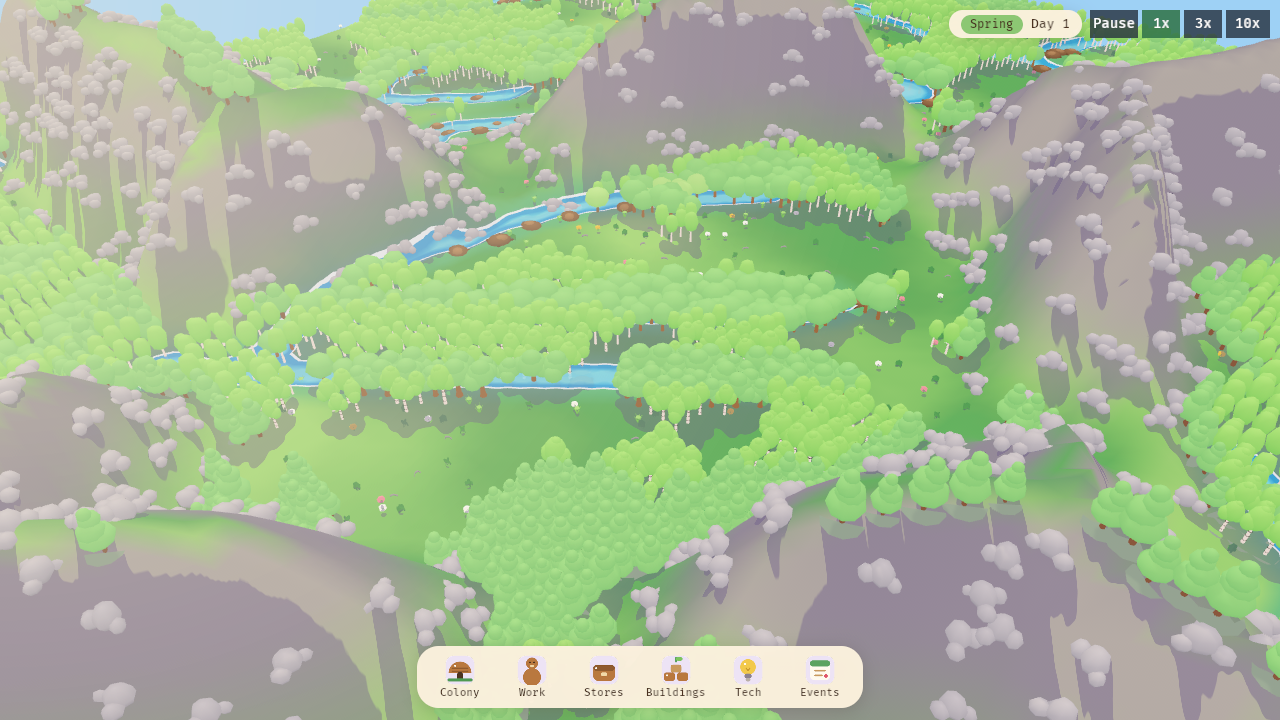 Spring Day 1 Pause 1x 3x 10x
Colony Work Stores Buildings Tech Events